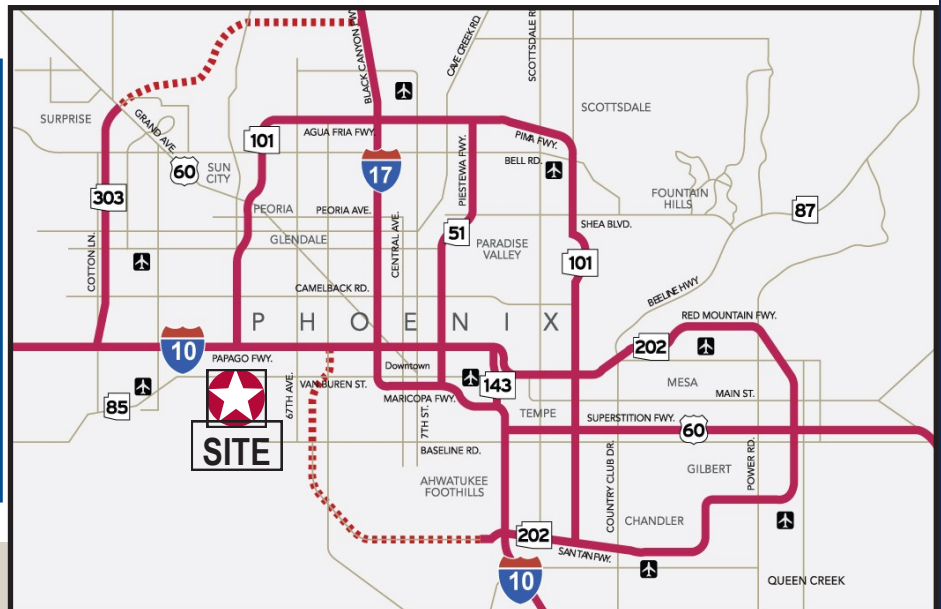 BLACK CANYON FWY.
CAVE CREEK RD.
SCOTTSDALE R
SCOTTSDALE
SURPRISE
GRAND AVE.
60
SUN
CITY
101
AGUA FRIA FWY.
17
PIESTEWA FWY.
PIMA FWY.
BELL RD.
303
COTTON LN.
PEORIA
PEORIA AVE.
GLENDALE
CENTRAL AVE.
51
PARADISE
VALLEY
SHEA BLVD.
101
FOUNTAIN
HILLS
87
BEELINE HWY
CAMELBACK RD.
PHOENIX
RED MOUNTAIN FWY.
202
10
PAPAGO FWY.
67TH AVE.
VAN BUREN ST.
Downtown
MARICOPA FWY.
143
TEMPE
MESA
MAIN ST.
85
SITE
7TH ST.
BASELINE RD.
SUPERSTITION FWY.
60
AHWATUKEE
FOOTHILLS
COUNTRY CLUB DR.
GILBERT
POWER RD.
CHANDLER
202
SANTAN FWY.
10
QUEEN CREEK